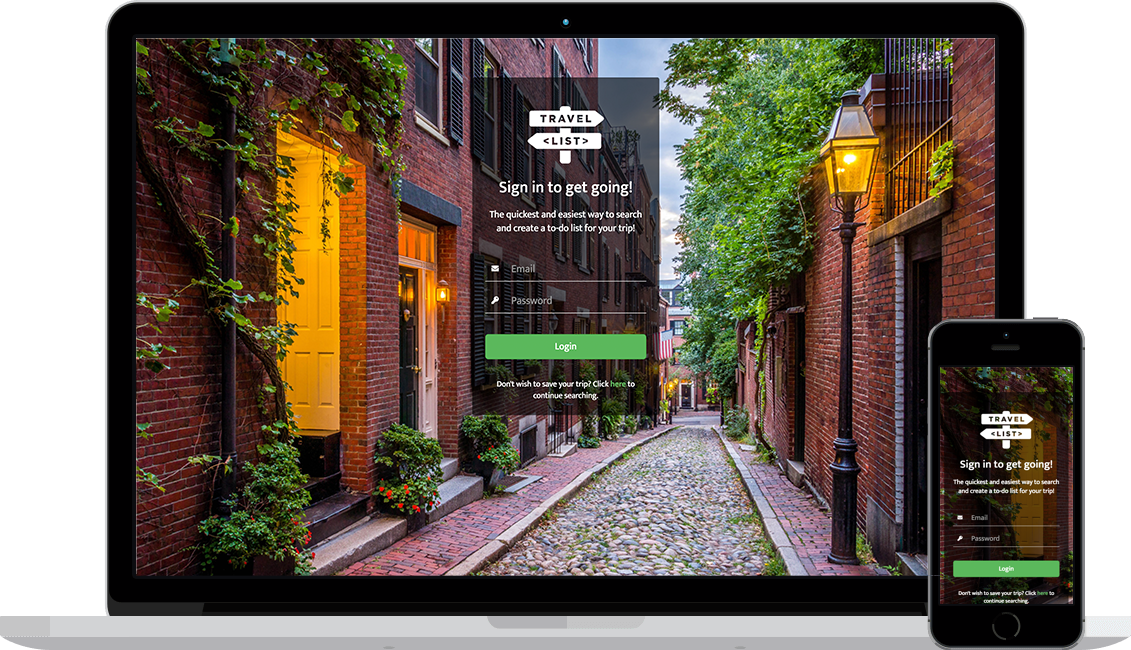 TRAVEL
<LIST>
Sign in to get going!
The quickest and easiest way to search
and create a to-do list for your trip!
Email
Password
Login
Don't wish to save your trip? Click here to
continue searching.
TRAVEL
<LIST>
Sign in to get going!
The quickest and easiest way to search
and create a to-do list for your trip!
Email
Password
Login
Don't wish to save your trip? Click here to
continue searching.